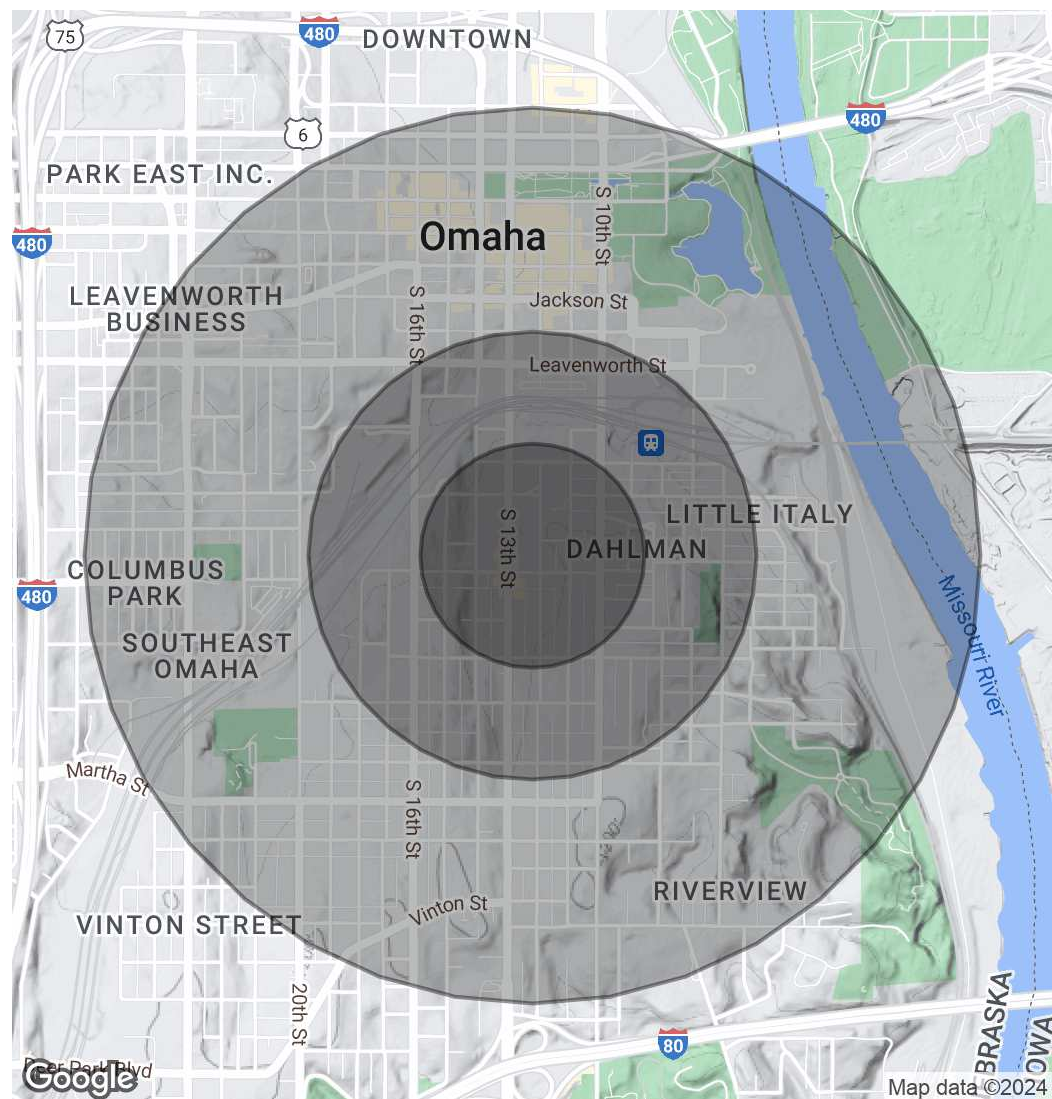 75
480
DOWNTOWN
480
6
PARK EAST INC.
S 10th St
480
Omaha
LEAVENWORTH
BUSINESS
S 16th St
Jackson St
Leavenworth St
S 13th St
LITTLE ITALY
DAHLMAN
COLUMBUS
PARK
480
Missouri River
SOUTHEAST
OMAHA
Martha St
S 16th St
RIVERVIEW
Vinton St
VINTON STREET
20th St
BRASKA
IOWA
80
Deer Park Blvd
Google
Map data ©2024